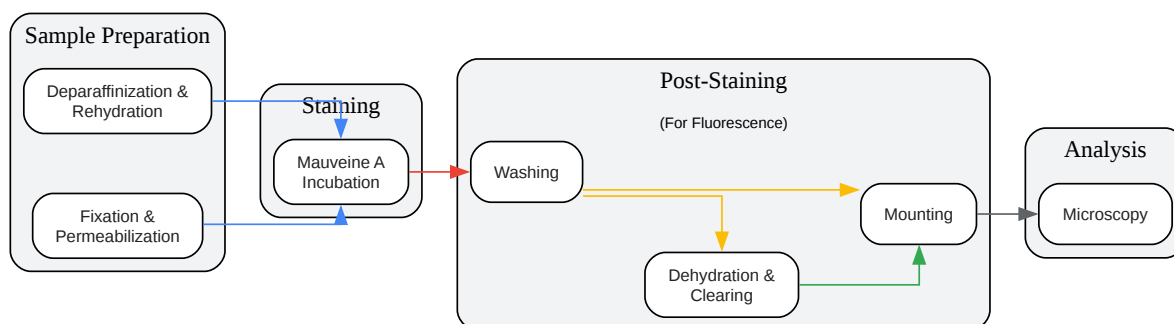 Sample Preparation
Deparaffinization &
Rehydration
Fixation &
Permeabilization
Staining
Mauveine A
Incubation
Post-Staining
(For Fluorescence)
Washing
Dehydration &
Clearing
Mounting
Analysis
Microscopy